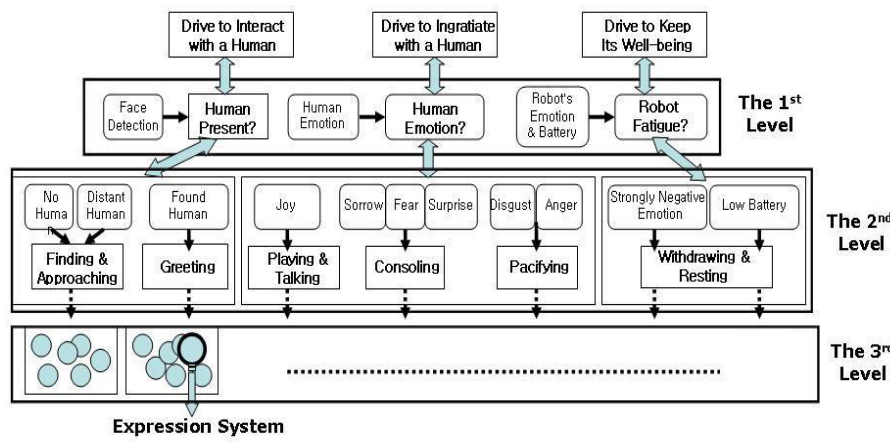 Drive to Interact
with a Human
Drive to Ingratiate
with a Human
Drive to Keep
Its Well-being
Face
Detection
Human
Present?
Human
Emotion
Human
Emotion?
Robot's
Emotion
& Battery
Robot
Fatigue?
The 1st
Level
No
Huma
n
Distant
Human
Found
Human
Joy
Sorrow
Fear
Surprise
Disgust
Anger
Strongly Negative
Emotion
Low Battery
Finding &
Approaching
Greeting
Playing &
Talking
Consoling
Pacifying
Withdrawing &
Resting
The 2nd
Level
The 3rd
Level
Expression System